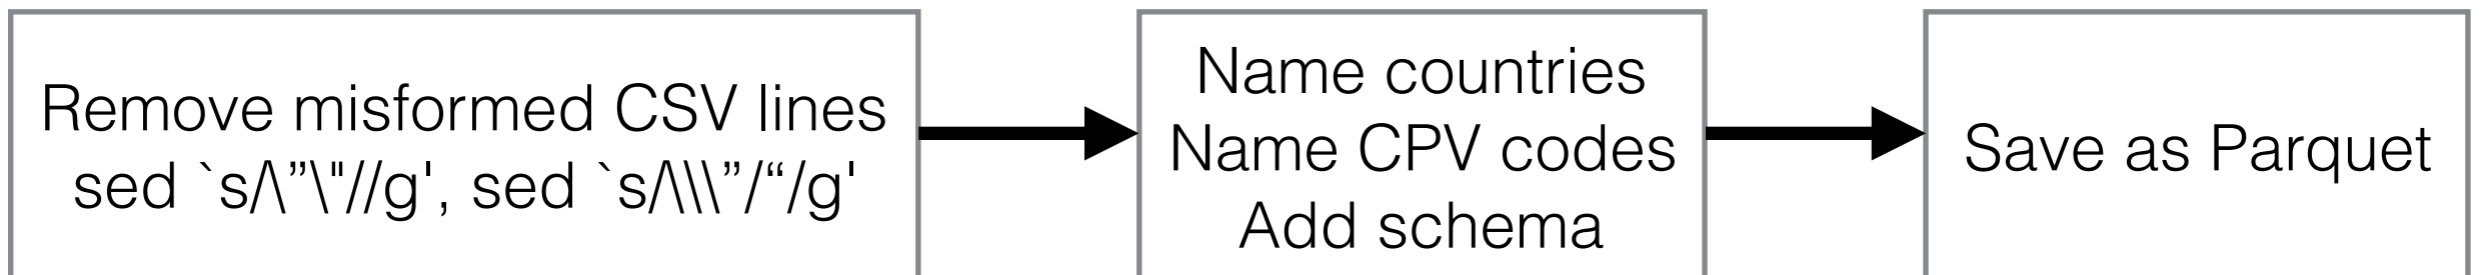 Remove misformed CSV lines
sed `s/\”\"//g', sed `s/\\\”/“/g'
Name countries
Name CPV codes
Add schema
Save as Parquet